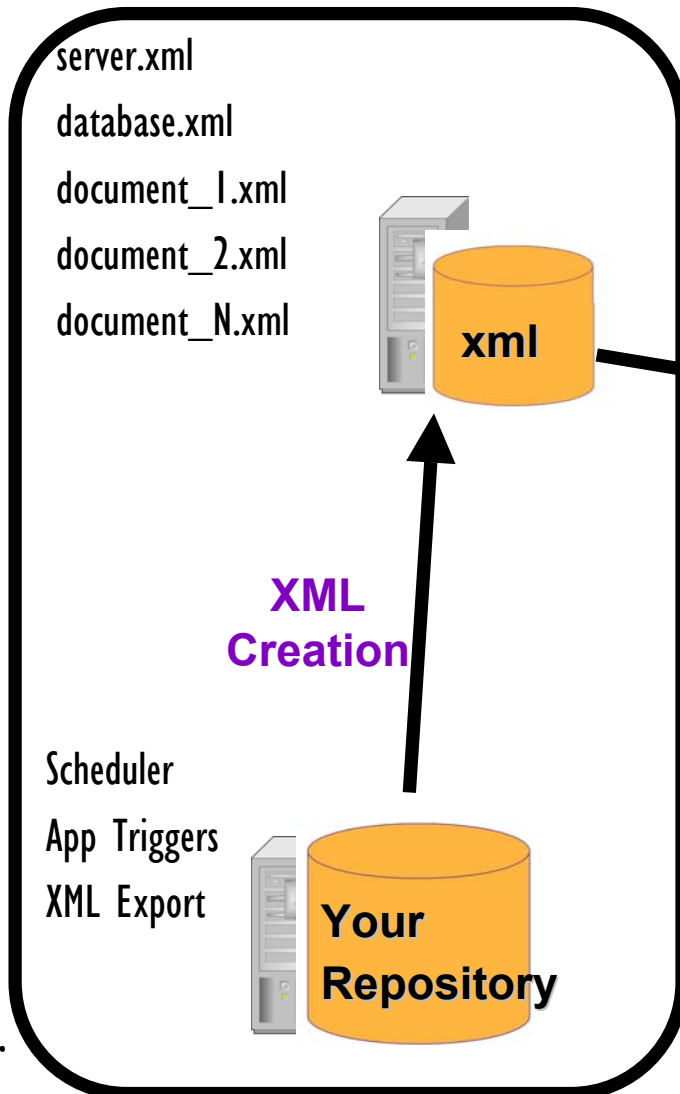 server.xml
database.xml
document_1.xml
document_2.xml
document_N.xml
xml
XML
Creation
Scheduler
App Triggers
XML Export
Your
Repository
.